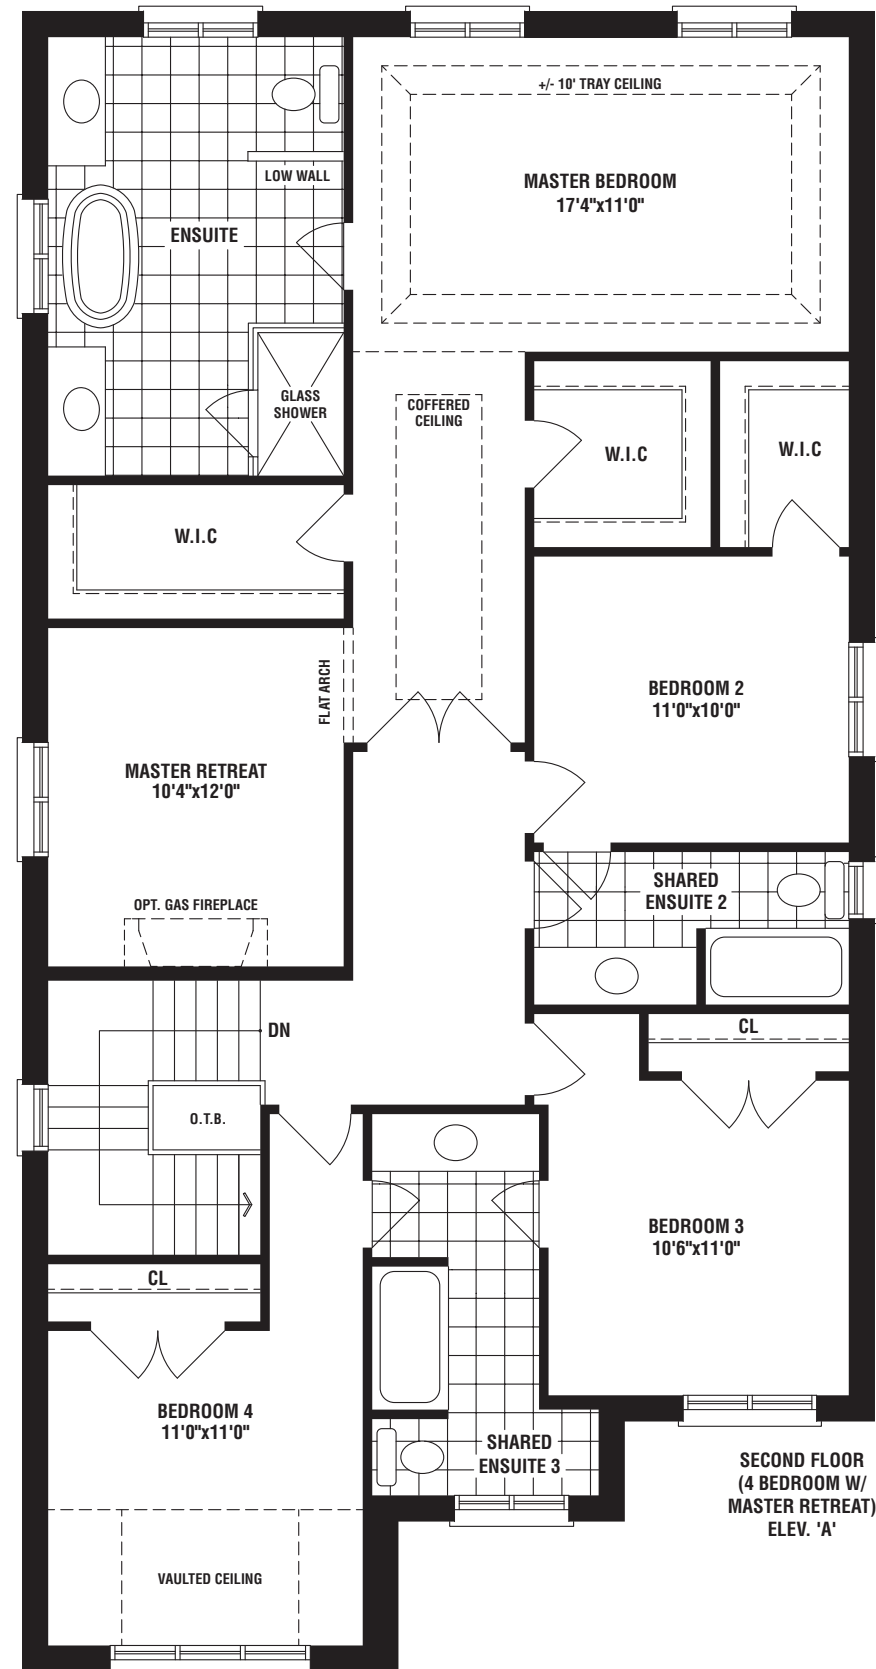 +/- 10' TRAY CEILING
MASTER BEDROOM
17'4"x11'0"
LOW WALL
ENSUITE
GLASS
SHOWER
COFFERED
CEILING
W.I.C
W.I.C
W.I.C
FLAT ARCH
BEDROOM 2
11'0"x10'0"
MASTER RETREAT
10'4"x12'0"
OPT. GAS FIREPLACE
SHARED
ENSUITE 2
DN
CL
O.T.B.
BEDROOM 3
10'6"x11'0"
CL
BEDROOM 4
11'0"x11'0"
SHARED
ENSUITE 3
VAULTED CEILING
SECOND FLOOR
(4 BEDROOM W/
MASTER RETREAT)
ELEV. 'A'